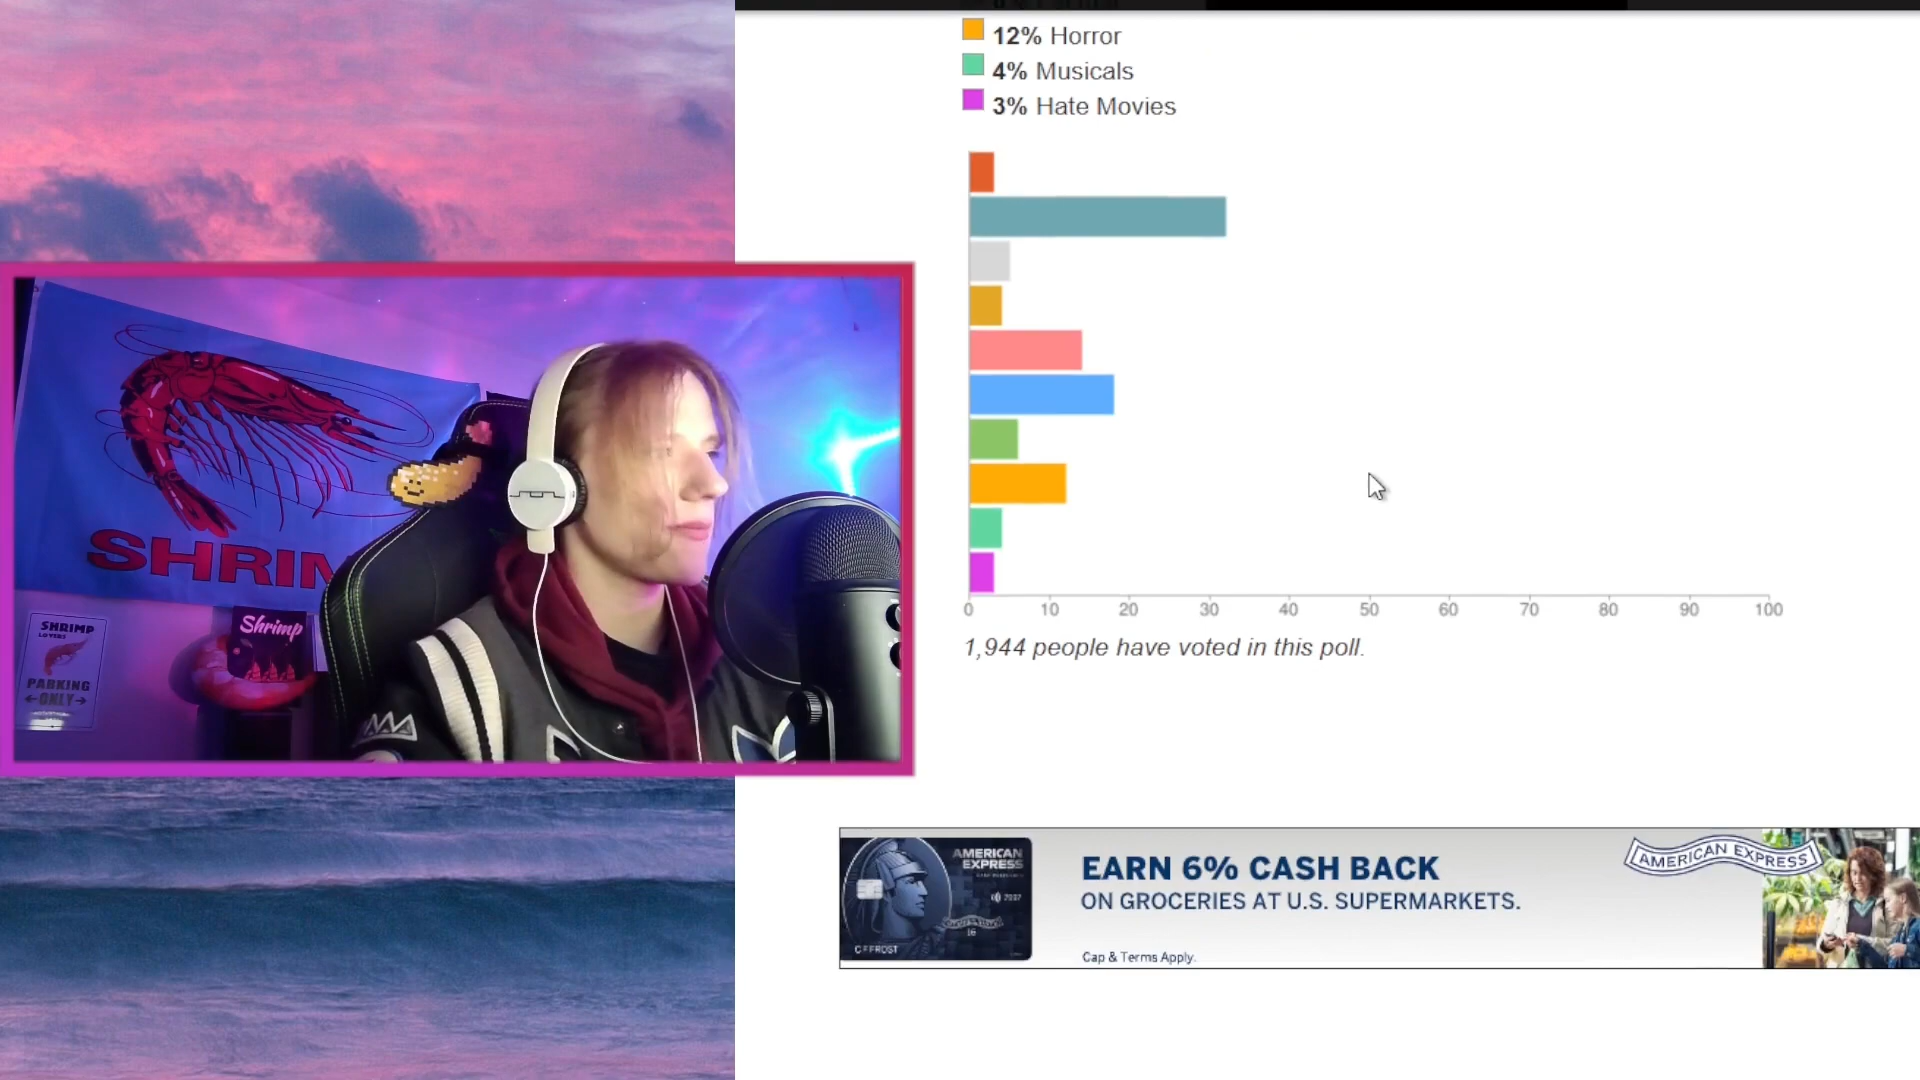 12% Horror
4% Musicals
3% Hate Movies
0 10 20 30 40 50 60 70 80 90 100
1,944 people have voted in this poll.
SHRIM
SHRIMP
LOVERS
PARKING
←ONLY→
Shrimp
AMERICAN
EXPRESS
7997
C F FROST
EARN 6% CASH BACK
ON GROCERIES AT U.S. SUPERMARKETS.
Cap & Terms Apply.
AMERICAN EXPRESS